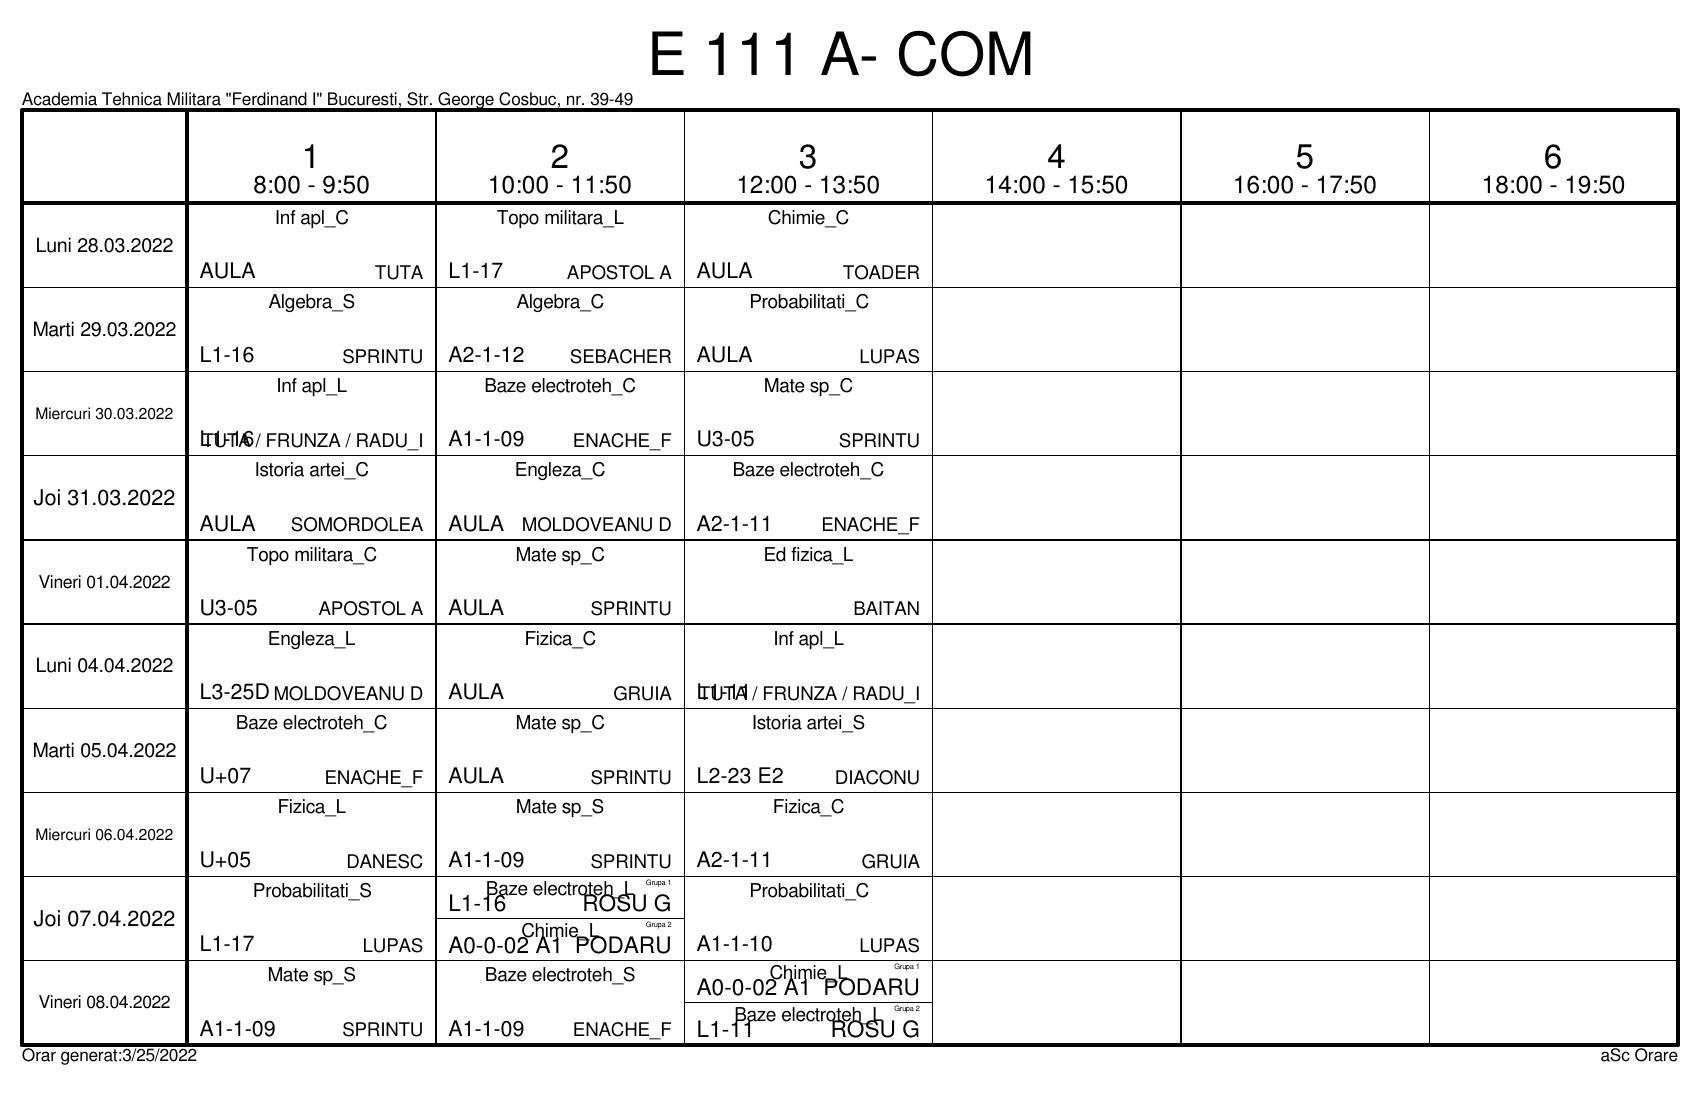 E 111 A- COM
Academia Tehnica Militara "Ferdinand I" Bucuresti, Str. George Cosbuc, nr. 39-49
1 2 3 4 5 6
8:00 - 9:50 10:00 - 11:50 12:00 - 13:50 14:00 - 15:50 16:00 - 17:50 18:00 - 19:50
Inf apl_C Topo militara_L Chimie_C
Luni 28.03.2022
AULA TUTA L1-17 APOSTOL A AULA TOADER
Algebra_S Algebra_C Probabilitati_C
Marti 29.03.2022
L1-16 SPRINTU A2-1-12 SEBACHER AULA LUPAS
Inf apl_L Baze electroteh_C Mate sp_C
Miercuri 30.03.2022
L1-16 TUTA / FRUNZA / RADU_I A1-1-09 ENACHE_F U3-05 SPRINTU
Istoria artei_C Engleza_C Baze electroteh_C
Joi 31.03.2022
AULA SOMORDOLEA AULA MOLDOVEANU D A2-1-11 ENACHE_F
Topo militara_C Mate sp_C Ed fizica_L
Vineri 01.04.2022
U3-05 APOSTOL A AULA SPRINTU BAITAN
Engleza_L Fizica_C Inf apl_L
Luni 04.04.2022
L3-25D MOLDOVEANU D AULA GRUIA L1-11 TUTA / FRUNZA / RADU_I
Baze electroteh_C Mate sp_C Istoria artei_S
Marti 05.04.2022
U+07 ENACHE_F AULA SPRINTU L2-23 E2 DIACONU
Fizica_L Mate sp_S Fizica_C
Miercuri 06.04.2022
U+05 DANESC A1-1-09 SPRINTU A2-1-11 GRUIA
Probabilitati_S Baze electroteh_L Grupa 1 Probabilitati_C
L1-16 ROSU G
Joi 07.04.2022
Chimie_L Grupa 2
L1-17 LUPAS A0-0-02 A1 PODARU A1-1-10 LUPAS
Mate sp_S Baze electroteh_S Chimie_L Grupa 1
A0-0-02 A1 PODARU
Vineri 08.04.2022
Baze electroteh_L Grupa 2
A1-1-09 SPRINTU A1-1-09 ENACHE_F L1-11 ROSU G
Orar generat:3/25/2022 aSc Orare